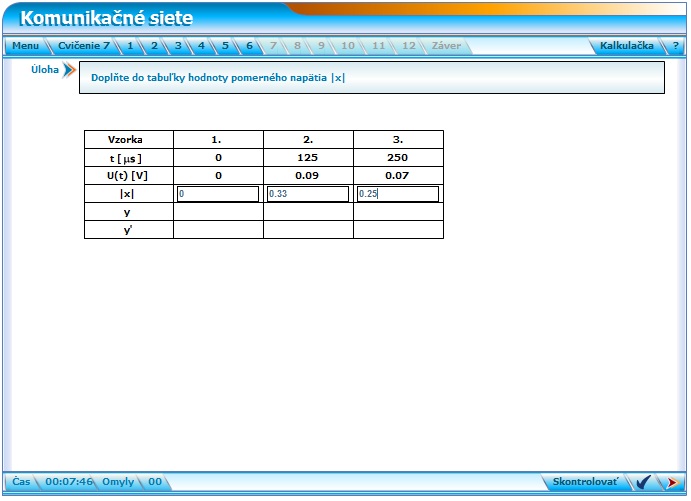 Komunikačné siete
Menu Cvičenie 7 1 2 3 4 5 6 7 8 9 10 11 12 Záver Kalkulačka ?
Úloha Doplňte do tabuľky hodnoty pomerného napätia |x|
Vzorka 1. 2. 3.
t [ µs ] 0 125 250
U(t) [V] 0 0.09 0.07
|x| 0 0.33 0.25
y
y'
Čas 00:07:46 Omyly 00 Skontrolovať